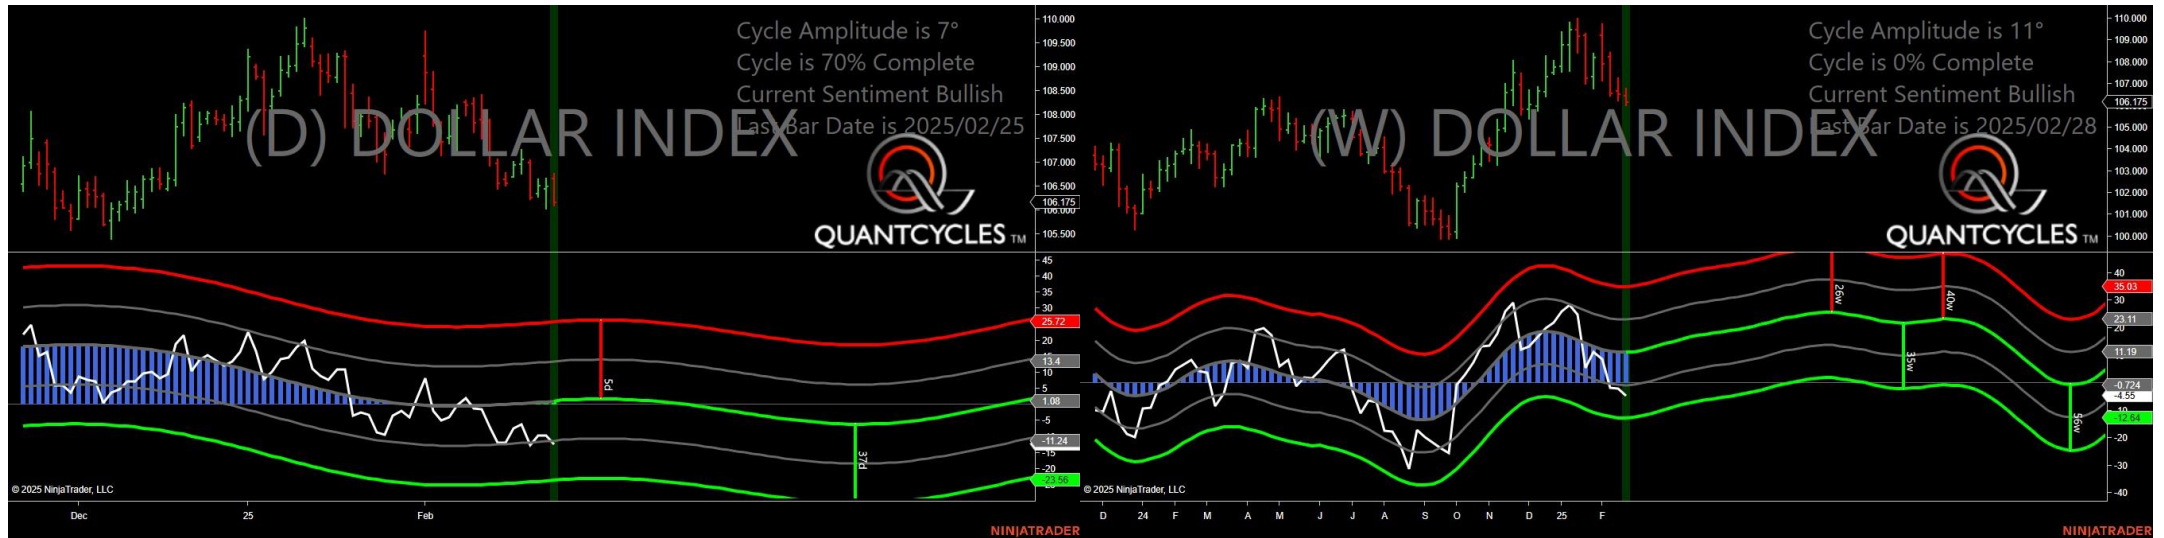 Cycle Amplitude is 7°
Cycle is 70% Complete
Current Sentiment Bullish
Last Bar Date is 2025/02/25
(D) DOLLAR INDEX
QUANTCYCLES TM
110.000
109.500
109.000
108.500
108.000
107.500
107.000
106.500
106.175
106.000
105.500
45
40
35
30
25.72
20
15
13.4
10
5
1.08
-5
-11.24
-15
-20
-23.56
5d
37d
© 2025 NinjaTrader, LLC
Dec
25
Feb
NINJATRADER
Cycle Amplitude is 11°
Cycle is 0% Complete
Current Sentiment Bullish
Last Bar Date is 2025/02/28
(W) DOLLAR INDEX
QUANTCYCLES TM
110.000
109.000
108.000
107.000
106.175
105.000
104.000
103.000
102.000
101.000
100.000
40
35.03
30
23.11
20
11.19
-0.724
-4.55
-10
-12.64
-20
-30
-40
26w
40w
35w
56w
© 2025 NinjaTrader, LLC
D
24
F
M
A
M
J
J
A
S
O
N
D
25
F
NINJATRADER